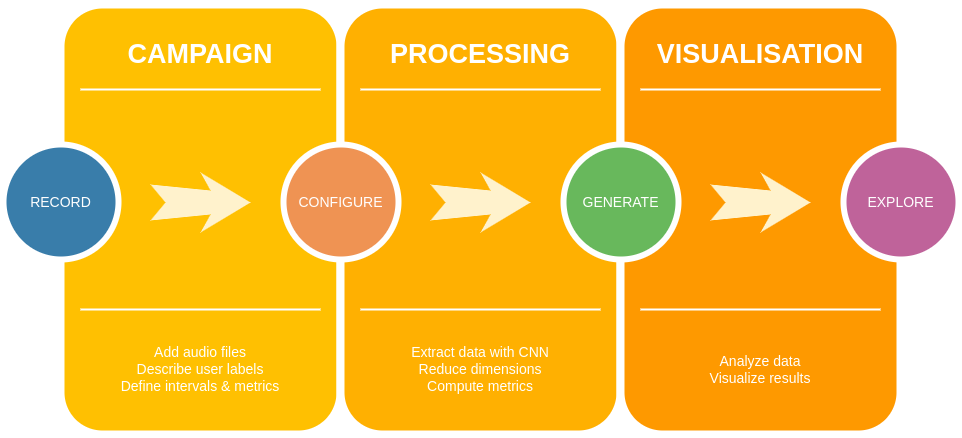 CAMPAIGN
PROCESSING
VISUALISATION
RECORD
CONFIGURE
GENERATE
EXPLORE
Add audio files
Describe user labels
Define intervals & metrics
Extract data with CNN
Reduce dimensions
Compute metrics
Analyze data
Visualize results